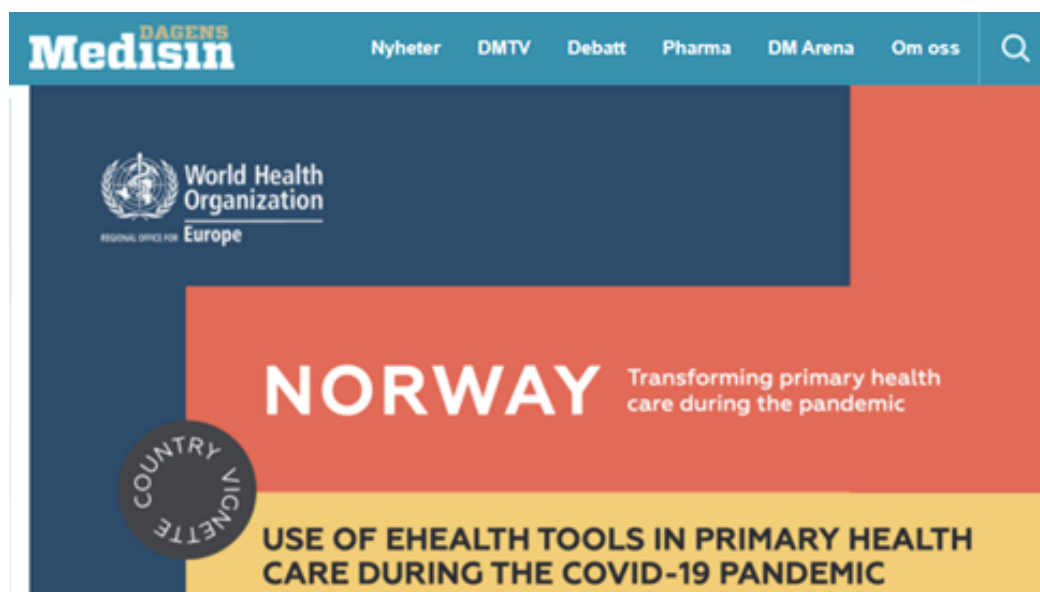 DAGENS
Medisin
Nyheter DMTV Debatt Pharma DM Arena Om oss
World Health
Organization
REGIONAL OFFICE FOR Europe
NORWAY
Transforming primary health
care during the pandemic
COUNTRY VIGNETTE
USE OF EHEALTH TOOLS IN PRIMARY HEALTH
CARE DURING THE COVID-19 PANDEMIC